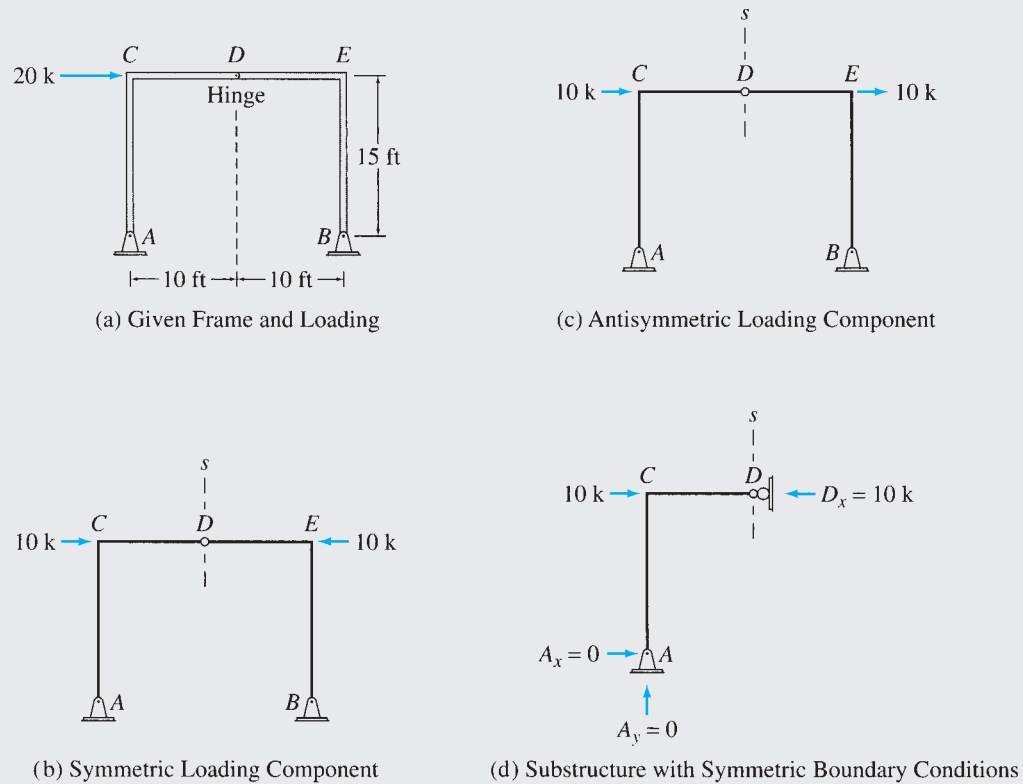 C D E
20 k
Hinge
15 ft
A B
10 ft 10 ft
(a) Given Frame and Loading
s
C D E
10 k 10 k
A B
(c) Antisymmetric Loading Component
s
C D E
10 k 10 k
A B
(b) Symmetric Loading Component
s
C D
10 k Dx = 10 k
Ax = 0 A
Ay = 0
(d) Substructure with Symmetric Boundary Conditions